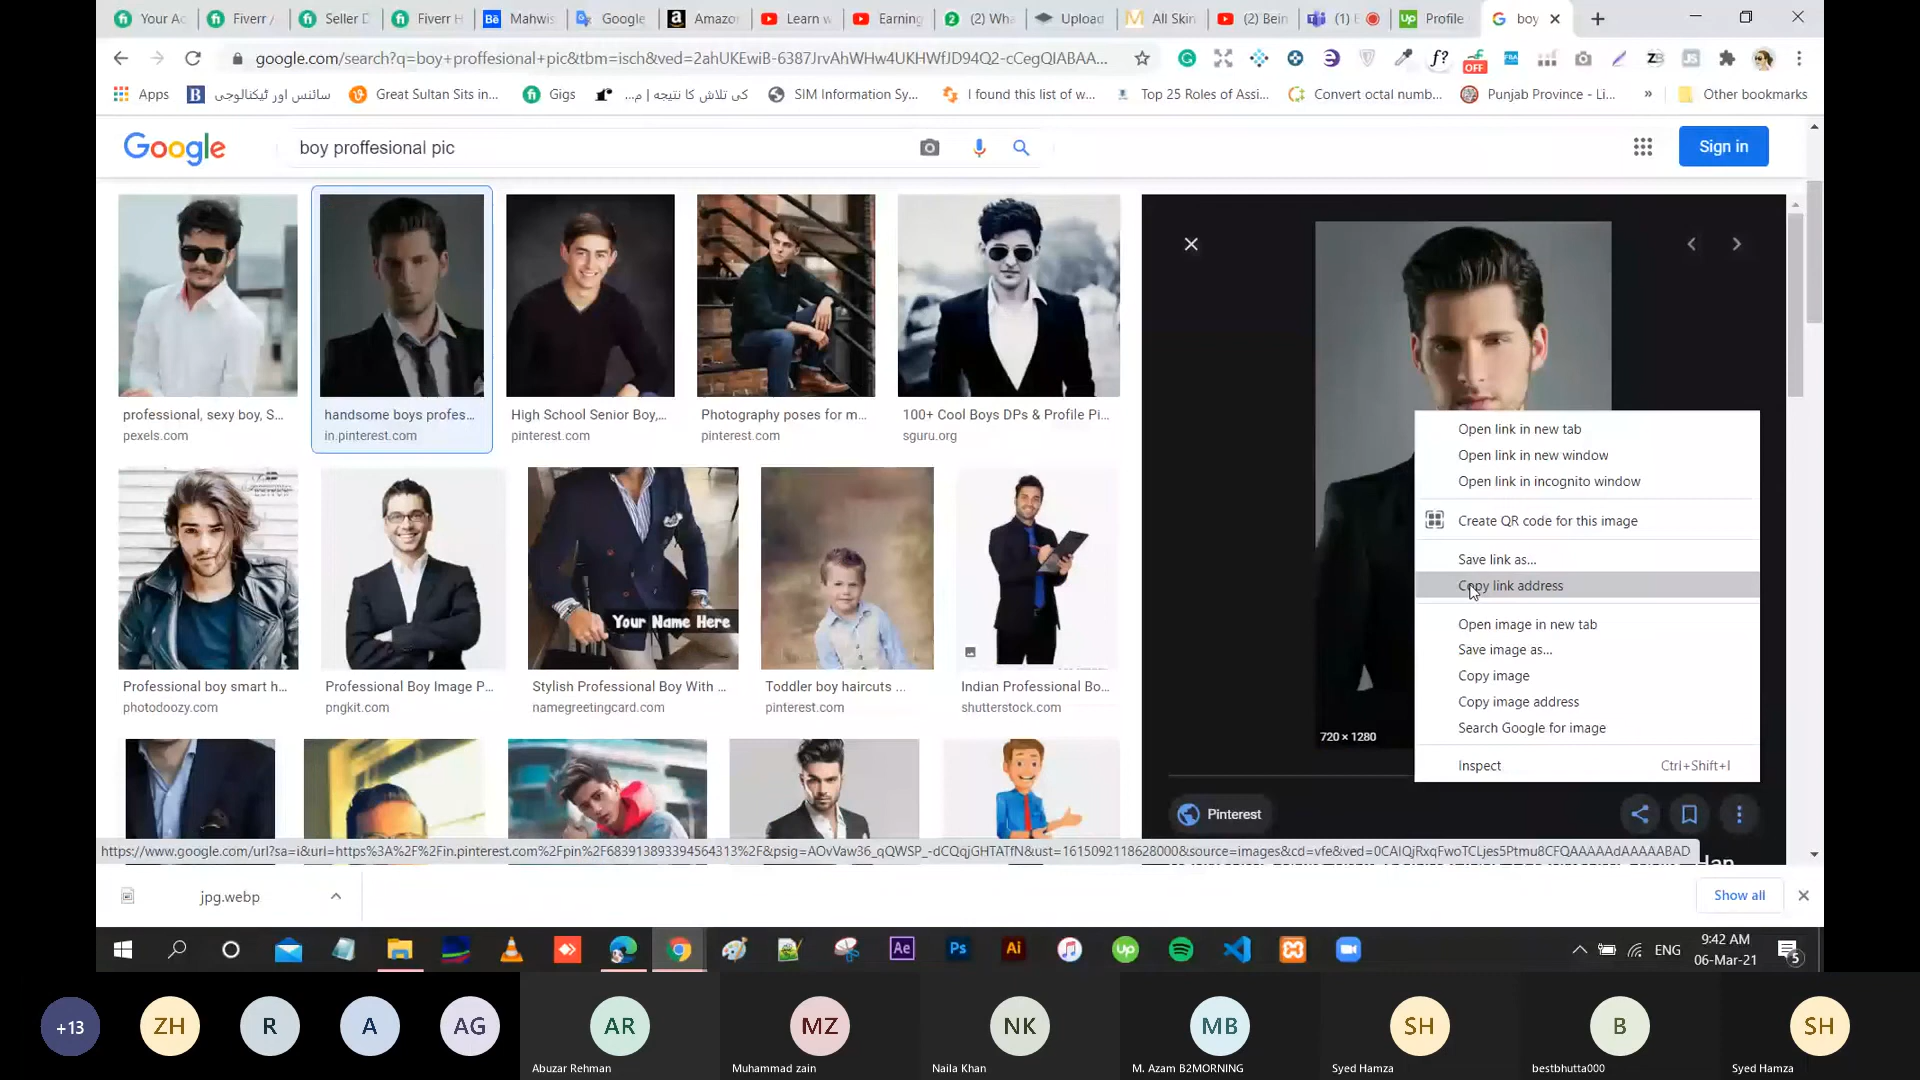 Your Ac
Fiverr /
Seller D
Fiverr H
Mahwis
Google
Amazo
Learn w
Earning
(2) Wha
Upload
All Skin
(2) Bein
(1)
Profile
boy
google.com/search?q=boy+proffesional+pic&tbm=isch&ved=2ahUKEwiB-6387JrvAhWHw4UKHWfJD94Q2-cCegQIABAA...
OFF
Apps
سائنس اور ٹیکنالوجی
Great Sultan Sits in...
Gigs
کی تلاش کا نتیجہ | م...
SIM Information Sy...
I found this list of w...
Top 25 Roles of Assi...
Convert octal numb...
Punjab Province - Li...
»
Other bookmarks
Google
boy proffesional pic
Sign in
professional, sexy boy, S...
pexels.com
handsome boys profes...
in.pinterest.com
High School Senior Boy,...
pinterest.com
Photography poses for m...
pinterest.com
100+ Cool Boys DPs & Profile Pi...
sguru.org
Your Name Here
Professional boy smart h...
photodoozy.com
Professional Boy Image P...
pngkit.com
Stylish Professional Boy With ...
namegreetingcard.com
Toddler boy haircuts ...
pinterest.com
Indian Professional Bo...
shutterstock.com
Open link in new tab
Open link in new window
Open link in incognito window
Create QR code for this image
Save link as...
Copy link address
Open image in new tab
Save image as...
Copy image
Copy image address
Search Google for image
Inspect Ctrl+Shift+I
720 × 1280
Pinterest
https://www.google.com/url?sa=i&url=https%3A%2F%2Fin.pinterest.com%2Fpin%2F683913893394564313%2F&psig=AOvVaw36_qQWSP_-dCQqjGHTATfN&ust=1615092118628000&source=images&cd=vfe&ved=0CAIQjRxqFwoTCLjes5Ptmu8CFQAAAAAdAAAAABAD
jpg.webp
Show all
Ae
Ps
Ai
Up
ENG
9:42 AM
06-Mar-21
5
+13
ZH
R
A
AG
AR
Abuzar Rehman
MZ
Muhammad zain
NK
Naila Khan
MB
M. Azam B2MORNING
SH
Syed Hamza
B
bestbhutta000
SH
Syed Hamza